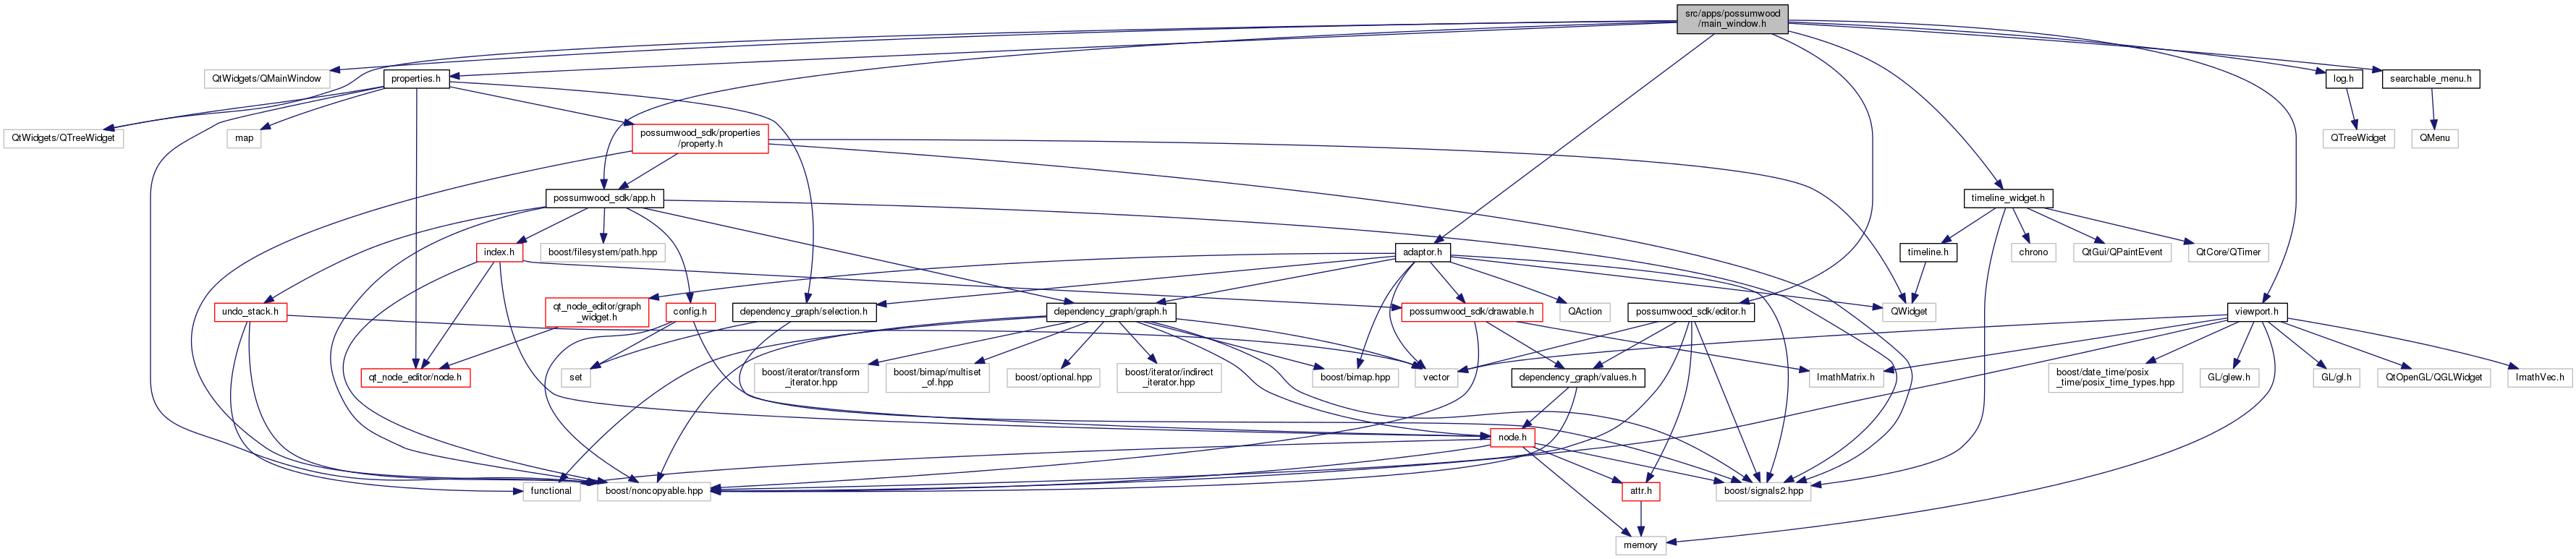 src/apps/possumwood
/main_window.h
QtWidgets/QMainWindow
properties.h
log.h
searchable_menu.h
QtWidgets/QTreeWidget
map
possumwood_sdk/properties
/property.h
QTreeWidget
QMenu
possumwood_sdk/app.h
timeline_widget.h
index.h
boost/filesystem/path.hpp
adaptor.h
timeline.h
chrono
QtGui/QPaintEvent
QtCore/QTimer
undo_stack.h
qt_node_editor/graph
_widget.h
config.h
dependency_graph/selection.h
dependency_graph/graph.h
possumwood_sdk/drawable.h
QAction
possumwood_sdk/editor.h
QWidget
viewport.h
qt_node_editor/node.h
set
boost/iterator/transform
_iterator.hpp
boost/bimap/multiset
_of.hpp
boost/optional.hpp
boost/iterator/indirect
_iterator.hpp
boost/bimap.hpp
vector
dependency_graph/values.h
ImathMatrix.h
boost/date_time/posix
_time/posix_time_types.hpp
GL/glew.h
GL/gl.h
QtOpenGL/QGLWidget
ImathVec.h
node.h
functional
boost/noncopyable.hpp
attr.h
boost/signals2.hpp
memory